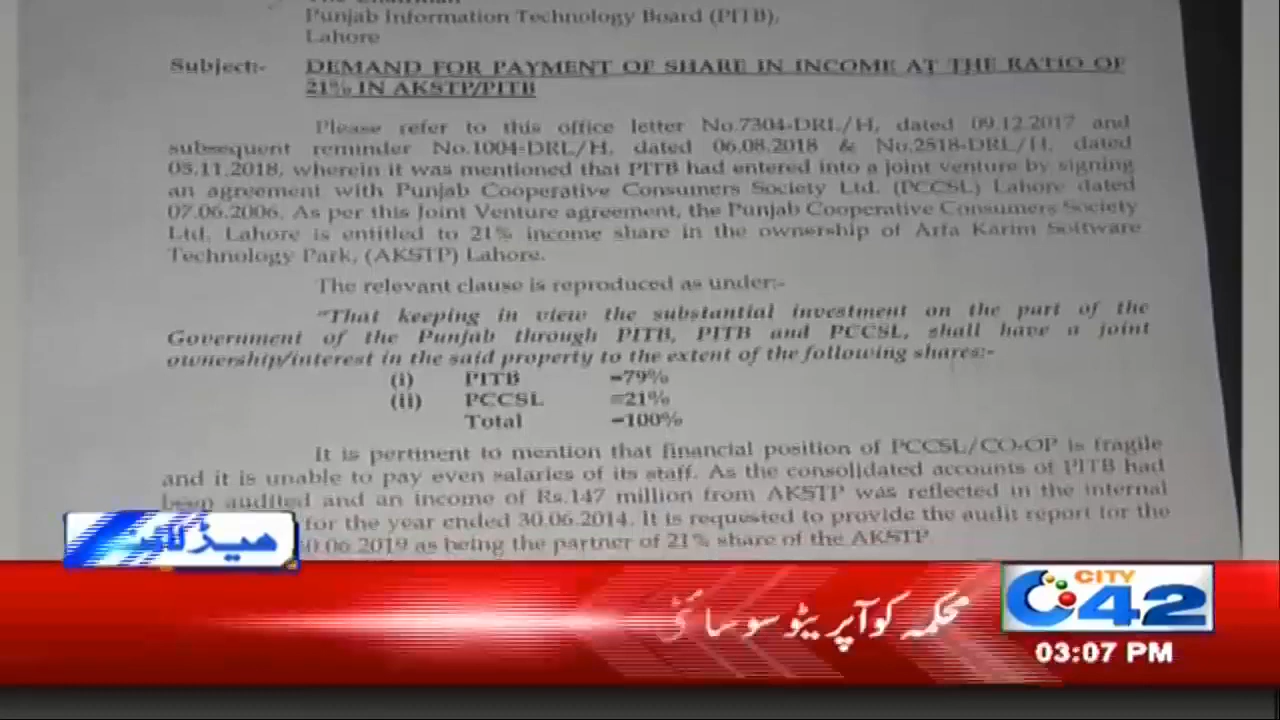 Punjab Information Technology Board (PITB),
Lahore
Subject:- DEMAND FOR PAYMENT OF SHARE IN INCOME AT THE RATIO OF
21% IN AKSTP/PITB
Please refer to this office letter No.7304-DRL/H, dated 09.12.2017 and
subsequent reminder No.1004-DRL/H, dated 06.08.2018 & No.2518-DRL/H, dated
05.11.2018, wherein it was mentioned that PITB had entered into a joint venture by signing
an agreement with Punjab Cooperative Consumers Society Ltd. (PCCSL) Lahore dated
07.06.2006. As per this Joint Venture agreement, the Punjab Cooperative Consumers Society
Ltd, Lahore is entitled to 21% income share in the ownership of Arfa Karim Software
Technology Park, (AKSTP) Lahore.
The relevant clause is reproduced as under:-
"That keeping in view the substantial investment on the part of the
Government of the Punjab through PITB, PITB and PCCSL, shall have a joint
ownership/interest in the said property to the extent of the following shares:-
(i) PITB =79%
(ii) PCCSL =21%
Total =100%
It is pertinent to mention that financial position of PCCSL/CO-OP is fragile
and it is unable to pay even salaries of its staff. As the consolidated accounts of PITB had
been audited and an income of Rs.147 million from AKSTP was reflected in the internal
for the year ended 30.06.2014. It is requested to provide the audit report for the
30.06.2019 as being the partner of 21% share of the AKSTP
ہیڈ لائنز
محکمہ کوآپریٹو سوسائٹی
CITY
42
03:07 PM